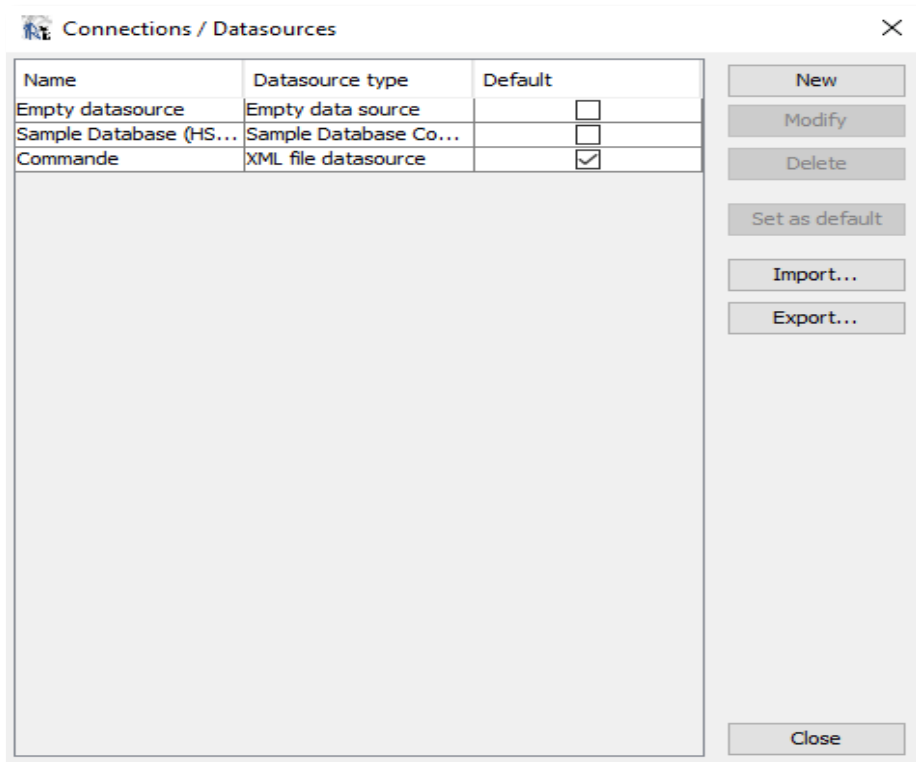 Connections / Datasources
Name Datasource type Default
Empty datasource Empty data source
Sample Database (HS... Sample Database Co...
Commande XML file datasource
New
Modify
Delete
Set as default
Import...
Export...
Close